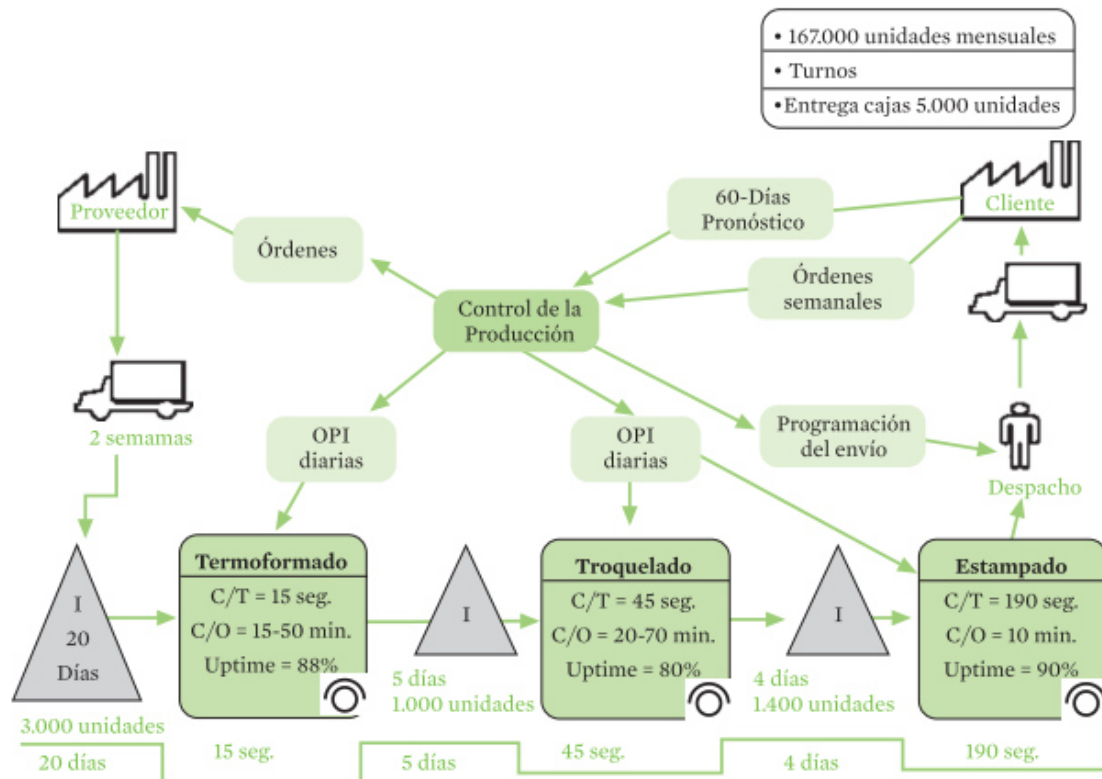 • 167.000 unidades mensuales
• Turnos
• Entrega cajas 5.000 unidades
Proveedor
Órdenes
60-Días
Pronóstico
Cliente
Órdenes
semanales
Control de la
Producción
2 semamas
OPI
diarias
OPI
diarias
Programación
del envío
Despacho
I
20
Días
3.000 unidades
Termoformado
C/T = 15 seg.
C/O = 15-50 min.
Uptime = 88%
I
5 días
1.000 unidades
Troquelado
C/T = 45 seg.
C/O = 20-70 min.
Uptime = 80%
I
4 días
1.400 unidades
Estampado
C/T = 190 seg.
C/O = 10 min.
Uptime = 90%
20 días
15 seg.
5 días
45 seg.
4 días
190 seg.